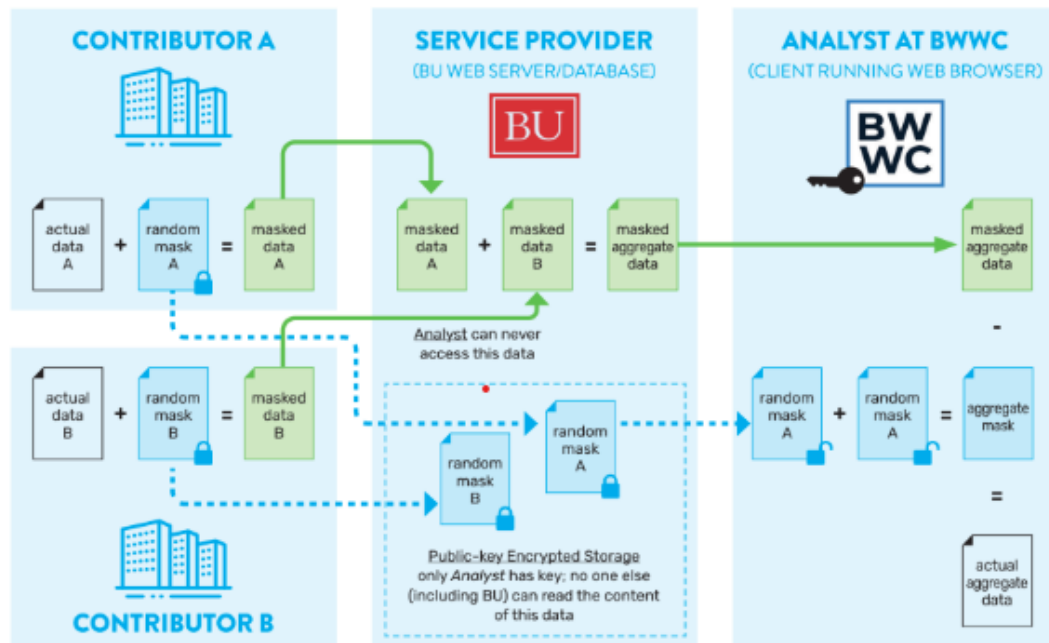 CONTRIBUTOR A
actual
data
A
+
random
mask
A
=
masked
data
A
actual
data
B
+
random
mask
B
=
masked
data
B
CONTRIBUTOR B
SERVICE PROVIDER
(BU WEB SERVER/DATABASE)
BU
masked
data
A
+
masked
data
B
=
masked
aggregate
data
Analyst can never
access this data
random
mask
B
random
mask
A
Public-key Encrypted Storage
only Analyst has key; no one else
(including BU) can read the content
of this data
ANALYST AT BWWC
(CLIENT RUNNING WEB BROWSER)
BW
WC
masked
aggregate
data
-
random
mask
A
+
random
mask
A
=
aggregate
mask
=
actual
aggregate
data